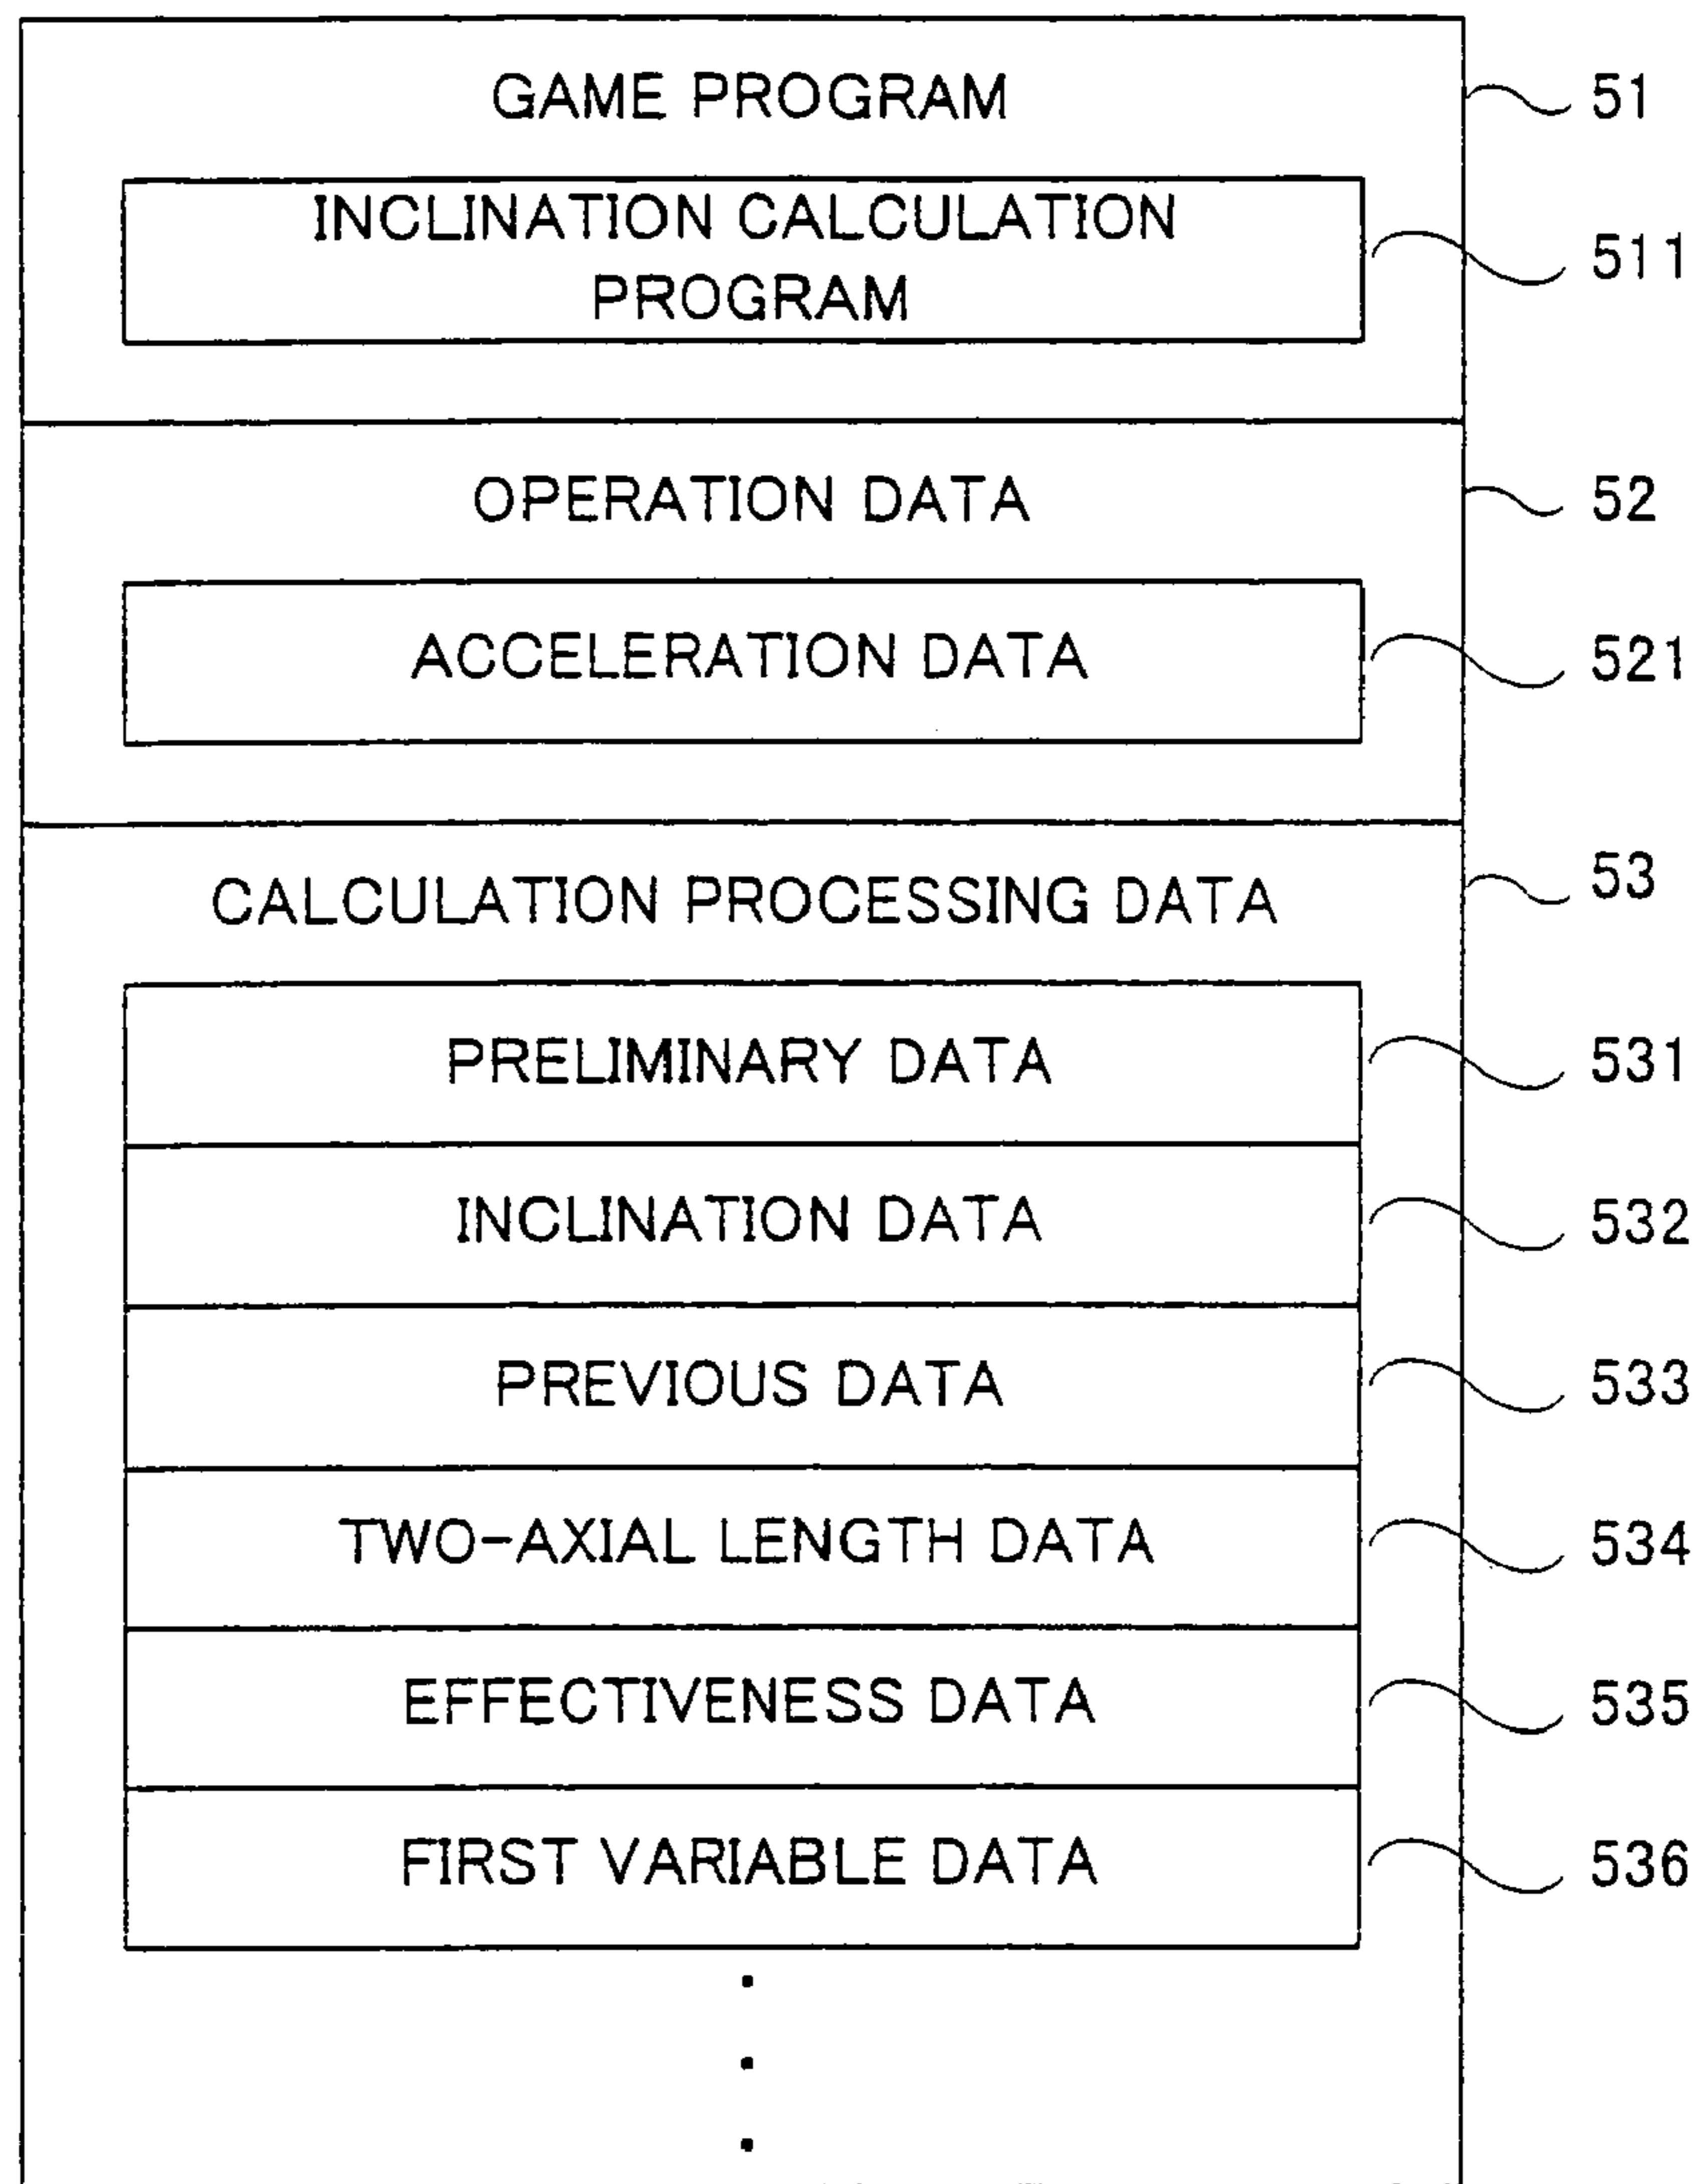 GAME PROGRAM 51
INCLINATION CALCULATION
PROGRAM
511
OPERATION DATA 52
ACCELERATION DATA 521
CALCULATION PROCESSING DATA 53
PRELIMINARY DATA 531
INCLINATION DATA 532
PREVIOUS DATA 533
TWO-AXIAL LENGTH DATA 534
EFFECTIVENESS DATA 535
FIRST VARIABLE DATA 536